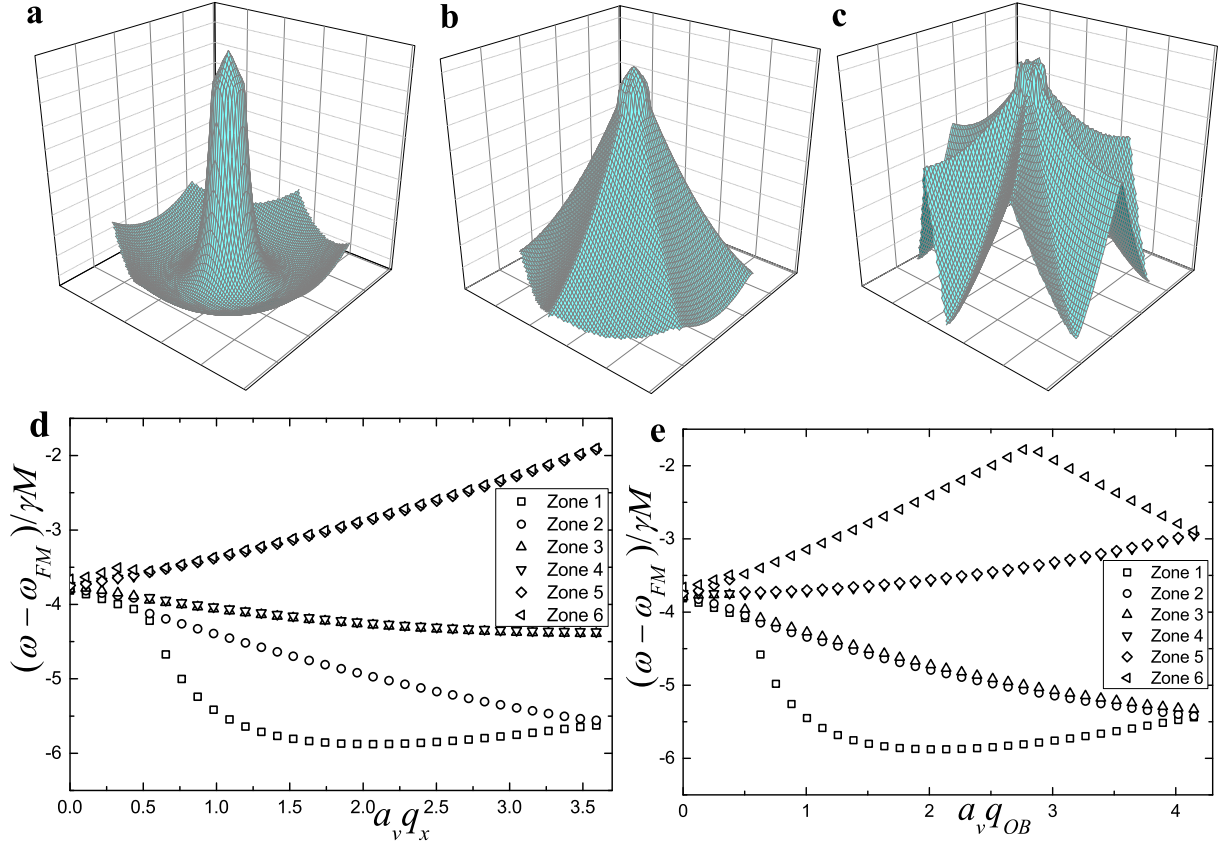 a
b
c
d
(ω − ω_FM)/γM
-2
-3
-4
-5
-6
0.0 0.5 1.0 1.5 2.0 2.5 3.0 3.5
a_v q_x
Zone 1
Zone 2
Zone 3
Zone 4
Zone 5
Zone 6
e
(ω − ω_FM)/γM
-2
-3
-4
-5
-6
0 1 2 3 4
a_v q_OB
Zone 1
Zone 2
Zone 3
Zone 4
Zone 5
Zone 6